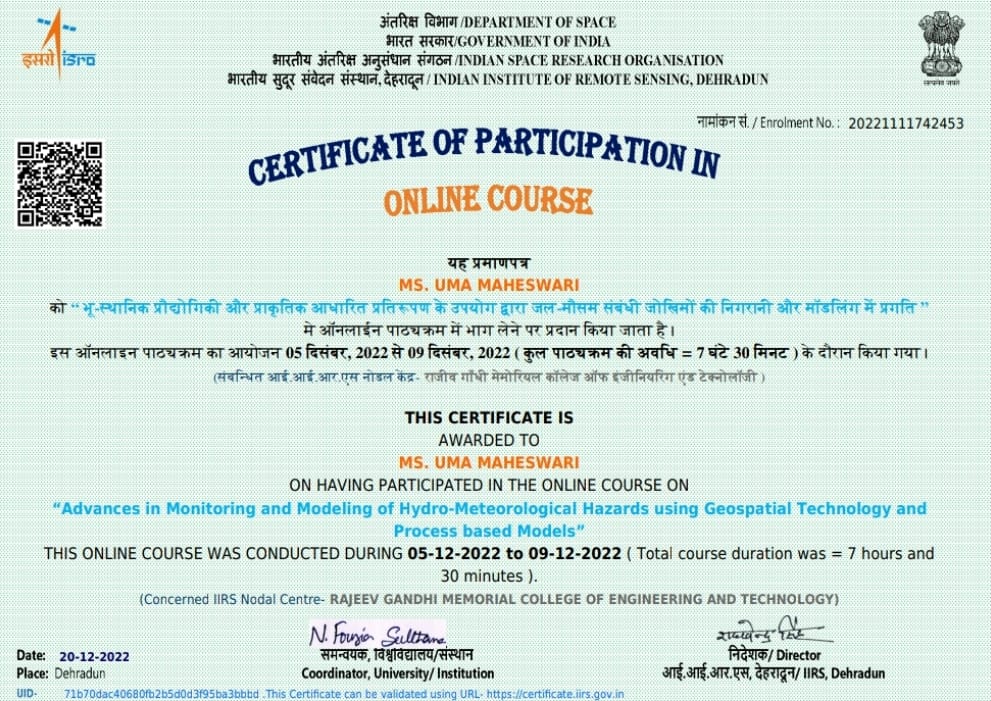 इसरो isro
अंतरिक्ष विभाग /DEPARTMENT OF SPACE
भारत सरकार/GOVERNMENT OF INDIA
भारतीय अंतरिक्ष अनुसंधान संगठन /INDIAN SPACE RESEARCH ORGANISATION
भारतीय सुदूर संवेदन संस्थान, देहरादून / INDIAN INSTITUTE OF REMOTE SENSING, DEHRADUN
सत्यमेव जयते
नामांकन सं. / Enrolment No. : 20221111742453
CERTIFICATE OF PARTICIPATION IN
ONLINE COURSE
यह प्रमाणपत्र
MS. UMA MAHESWARI
को “ भू-स्थानिक प्रौद्योगिकी और प्राकृतिक आधारित प्रतिरूपण के उपयोग द्वारा जल-मौसम संबंधी जोखिमों की निगरानी और मॉडलिंग में प्रगति ”
मे ऑनलाईन पाठ्यक्रम में भाग लेने पर प्रदान किया जाता है।
इस ऑनलाइन पाठ्यक्रम का आयोजन 05 दिसंबर, 2022 से 09 दिसंबर, 2022 ( कुल पाठ्यक्रम की अवधि = 7 घंटे 30 मिनट ) के दौरान किया गया।
(संबन्धित आई.आई.आर.एस नोडल केंद्र- राजीव गाँधी मेमोरियल कॉलेज ऑफ इंजीनियरिंग एंड टेक्नोलॉजी )
THIS CERTIFICATE IS
AWARDED TO
MS. UMA MAHESWARI
ON HAVING PARTICIPATED IN THE ONLINE COURSE ON
“Advances in Monitoring and Modeling of Hydro-Meteorological Hazards using Geospatial Technology and
Process based Models”
THIS ONLINE COURSE WAS CONDUCTED DURING 05-12-2022 to 09-12-2022 ( Total course duration was = 7 hours and
30 minutes ).
(Concerned IIRS Nodal Centre- RAJEEV GANDHI MEMORIAL COLLEGE OF ENGINEERING AND TECHNOLOGY)
N. Fouzia Sulthana
समन्वयक, विश्वविद्यालय/संस्थान
Coordinator, University/ Institution
निदेशक/ Director
आई.आई.आर.एस, देहरादून/ IIRS, Dehradun
Date: 20-12-2022
Place: Dehradun
UID- 71b70dac40680fb2b5d0d3f95ba3bbbd .This Certificate can be validated using URL- https://certificate.iirs.gov.in